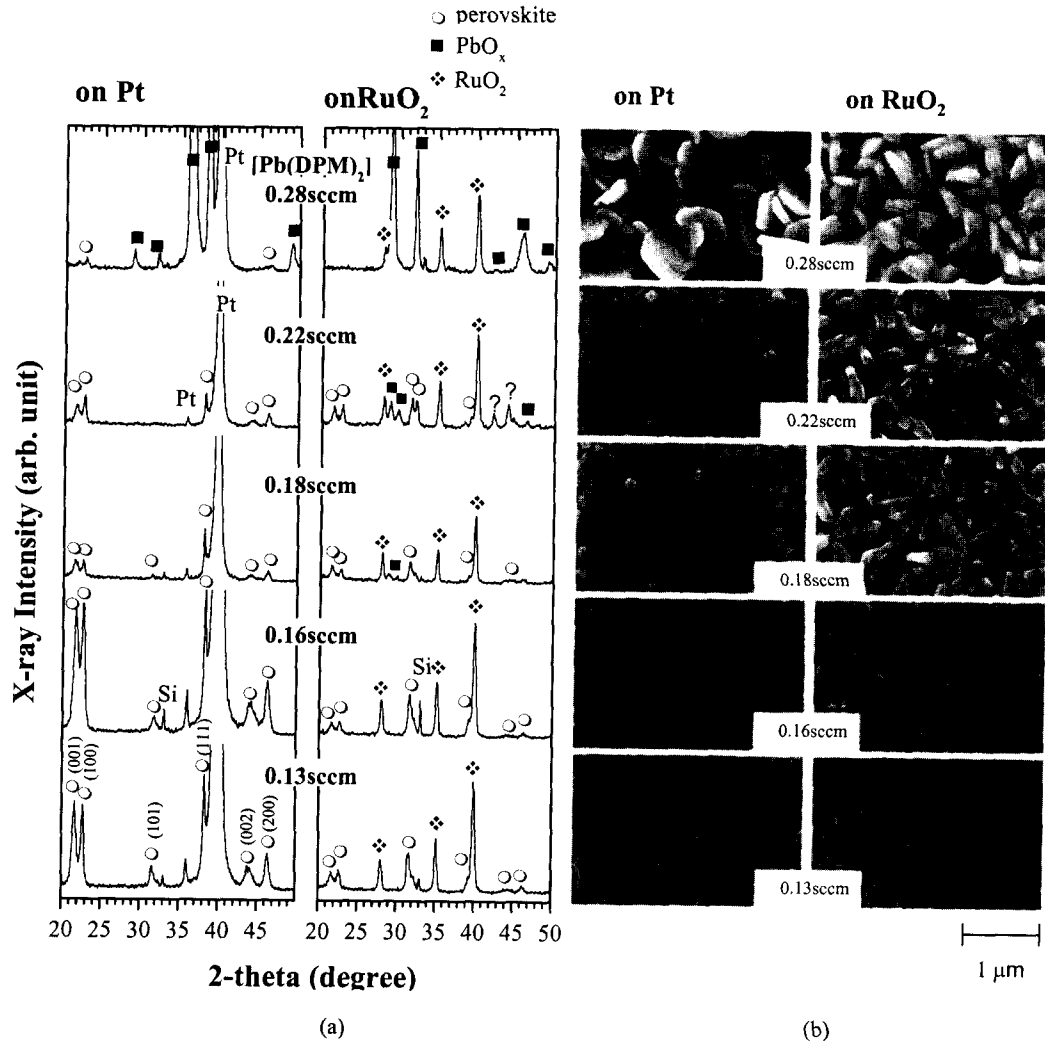 ○ perovskite
■ PbOx
❖ RuO2
on Pt
onRuO2
on Pt
on RuO2
Pt
[Pb(DPM)2]
0.28sccm
0.28sccm
Pt
0.22sccm
Pt
? ?
0.22sccm
0.18sccm
0.18sccm
0.16sccm
Si
Si
0.16sccm
0.13sccm
(001)
(100)
(101)
(111)
(002)
(200)
0.13sccm
20 25 30 35 40 45 20 25 30 35 40 45 50
X-ray Intensity (arb. unit)
2-theta (degree)
1 μm
(a)
(b)